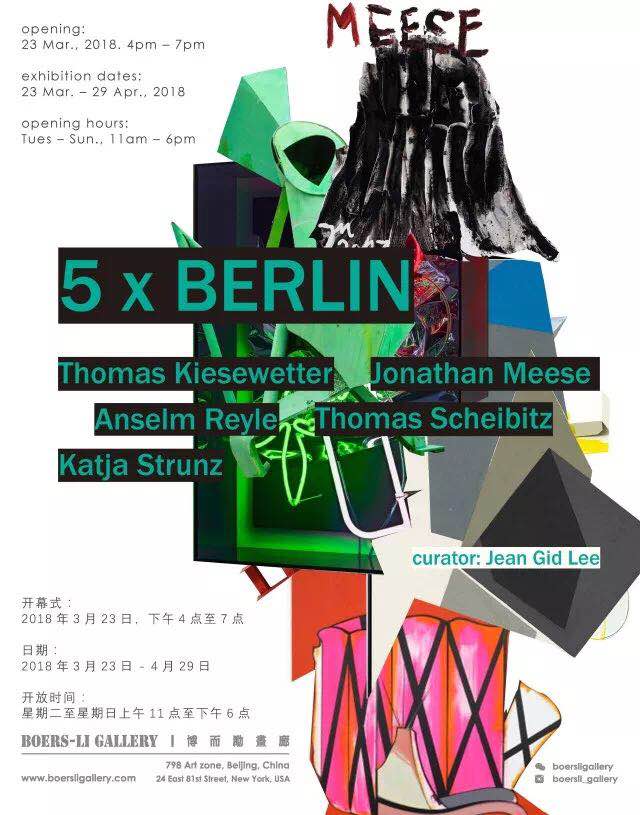 opening:
23 Mar., 2018. 4pm – 7pm
exhibition dates:
23 Mar. – 29 Apr., 2018
opening hours:
Tues – Sun., 11am – 6pm
MEESE
5 x BERLIN
Thomas Kiesewetter Jonathan Meese
Anselm Reyle Thomas Scheibitz
Katja Strunz
curator: Jean Gid Lee
开幕式：
2018 年 3 月 23 日，下午 4 点至 7 点
日期：
2018 年 3 月 23 日 - 4 月 29 日
开放时间：
星期二至星期日上午 11 点至下午 6 点
BOERS-LI GALLERY | 博而励畫廊
798 Art zone, Beijing, China
www.boersligallery.com 24 East 81st Street, New York, USA
boersligallery
boersli_gallery